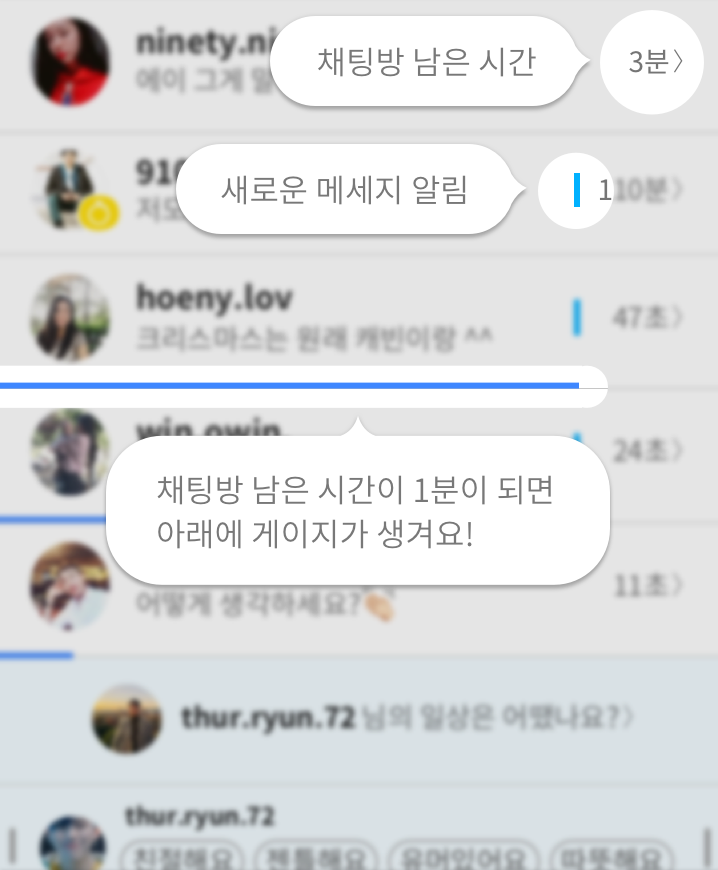 ninety.ni
에이 그게 말
채팅방 남은 시간
3분〉
910
저도
새로운 메세지 알림
110분〉
hoeny.lov
크리스마스는 원래 캐빈이랑 ^^
47초〉
win.owin.
24초〉
채팅방 남은 시간이 1분이 되면
아래에 게이지가 생겨요!
어떻게 생각하세요?
11초〉
thur.ryun.72 님의 일상은 어땠나요?〉
thur.ryun.72
친절해요 젠틀해요 유머있어요 따뜻해요